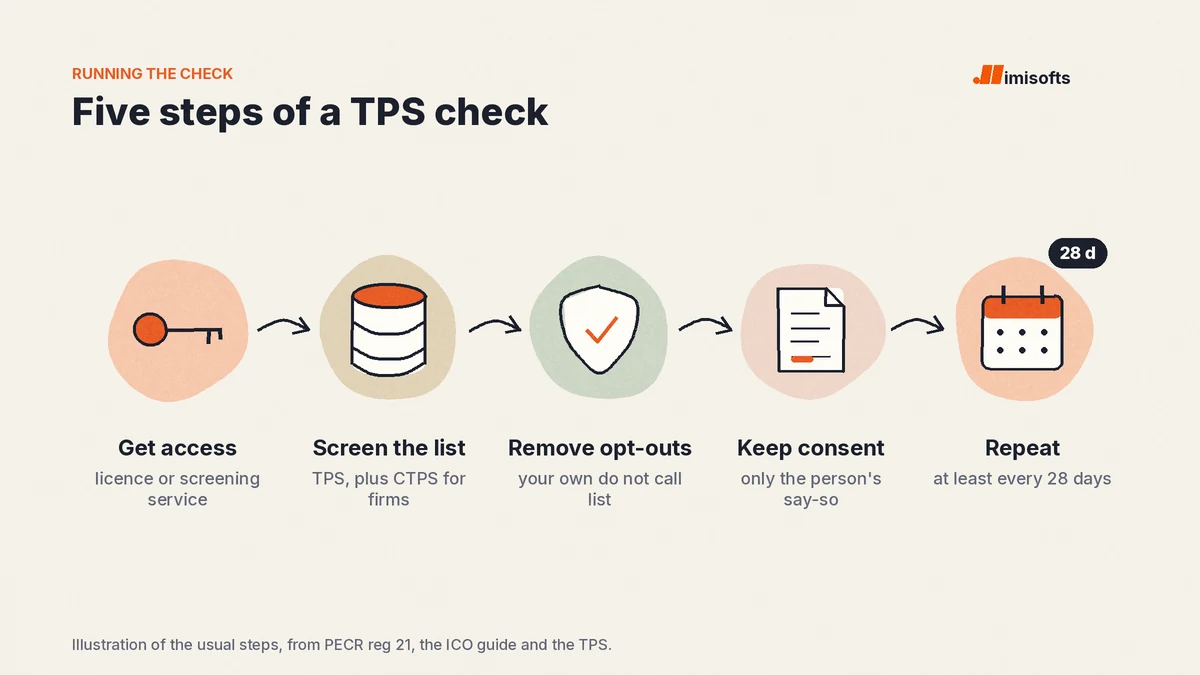 RUNNING THE CHECK
imisofts
Five steps of a TPS check
28 d
Get access
licence or screening
service
Screen the list
TPS, plus CTPS for
firms
Remove opt-outs
your own do not call
list
Keep consent
only the person's
say-so
Repeat
at least every 28 days
Illustration of the usual steps, from PECR reg 21, the ICO guide and the TPS.